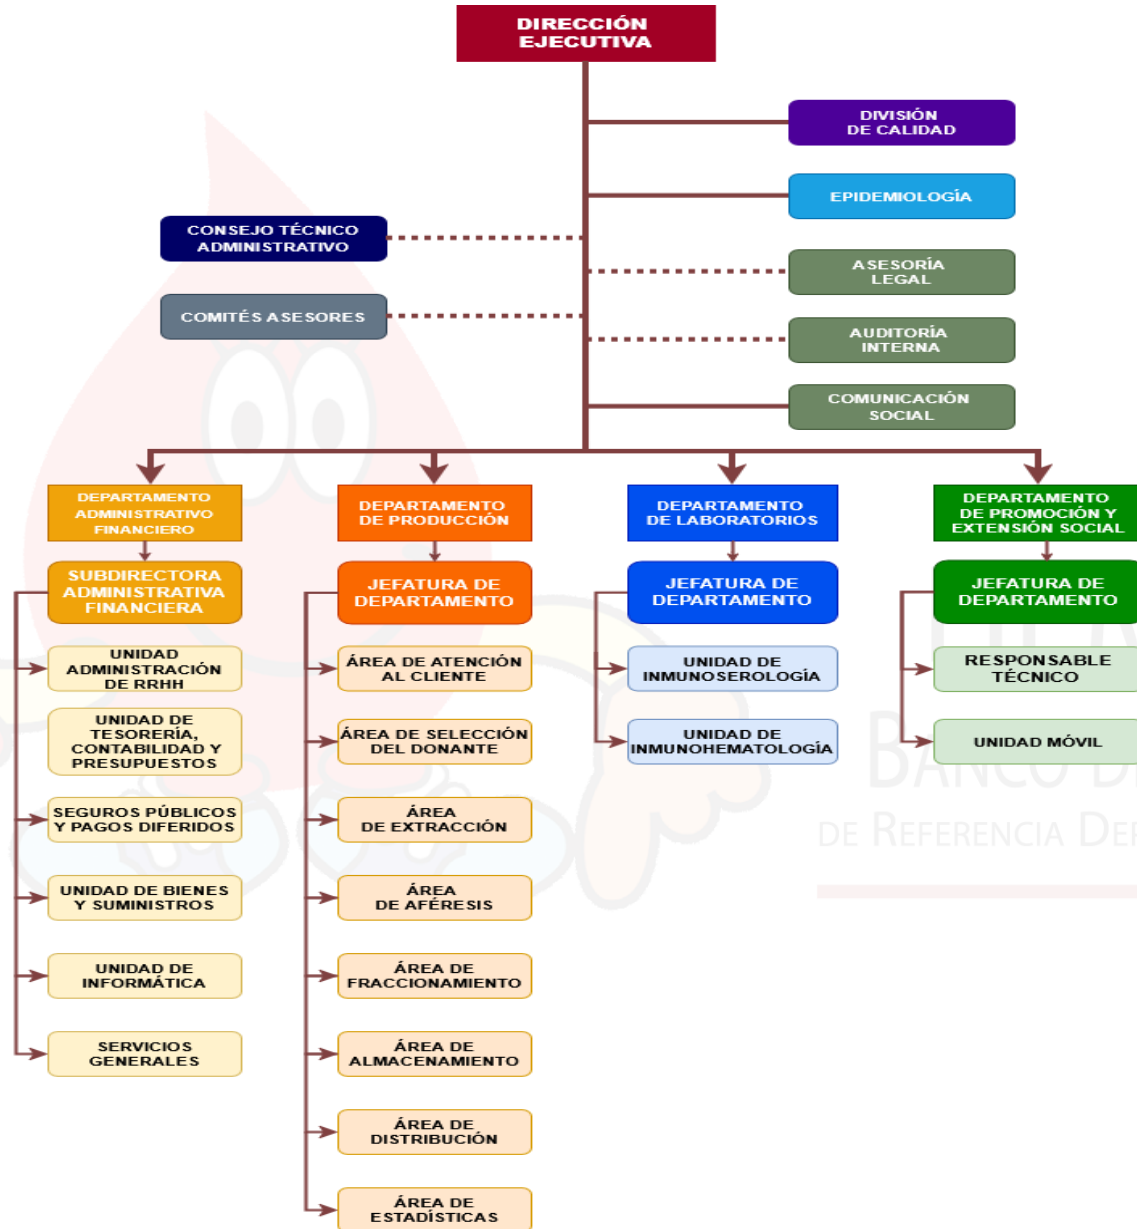 DIRECCIÓN
EJECUTIVA
DIVISIÓN
DE CALIDAD
EPIDEMIOLOGÍA
CONSEJO TÉCNICO
ADMINISTRATIVO
ASESORÍA
LEGAL
COMITÉS ASESORES
AUDITORÍA
INTERNA
COMUNICACIÓN
SOCIAL
DEPARTAMENTO
ADMINISTRATIVO
FINANCIERO
DEPARTAMENTO
DE PRODUCCIÓN
DEPARTAMENTO
DE LABORATORIOS
DEPARTAMENTO
DE PROMOCIÓN Y
EXTENSIÓN SOCIAL
SUBDIRECTORA
ADMINISTRATIVA
FINANCIERA
JEFATURA DE
DEPARTAMENTO
JEFATURA DE
DEPARTAMENTO
JEFATURA DE
DEPARTAMENTO
UNIDAD
ADMINISTRACIÓN
DE RRHH
ÁREA DE ATENCIÓN
AL CLIENTE
UNIDAD DE
INMUNOSEROLOGÍA
RESPONSABLE
TÉCNICO
UNIDAD DE
TESORERÍA,
CONTABILIDAD Y
PRESUPUESTOS
ÁREA DE SELECCIÓN
DEL DONANTE
UNIDAD DE
INMUNOHEMATOLOGÍA
UNIDAD MÓVIL
BANCO DE
DE REFERENCIA
SEGUROS PÚBLICOS
Y PAGOS DIFERIDOS
ÁREA
DE EXTRACCIÓN
UNIDAD DE BIENES
Y SUMINISTROS
ÁREA
DE AFÉRESIS
UNIDAD DE
INFORMÁTICA
ÁREA DE
FRACCIONAMIENTO
SERVICIOS
GENERALES
ÁREA DE
ALMACENAMIENTO
ÁREA DE
DISTRIBUCIÓN
ÁREA DE
ESTADÍSTICAS